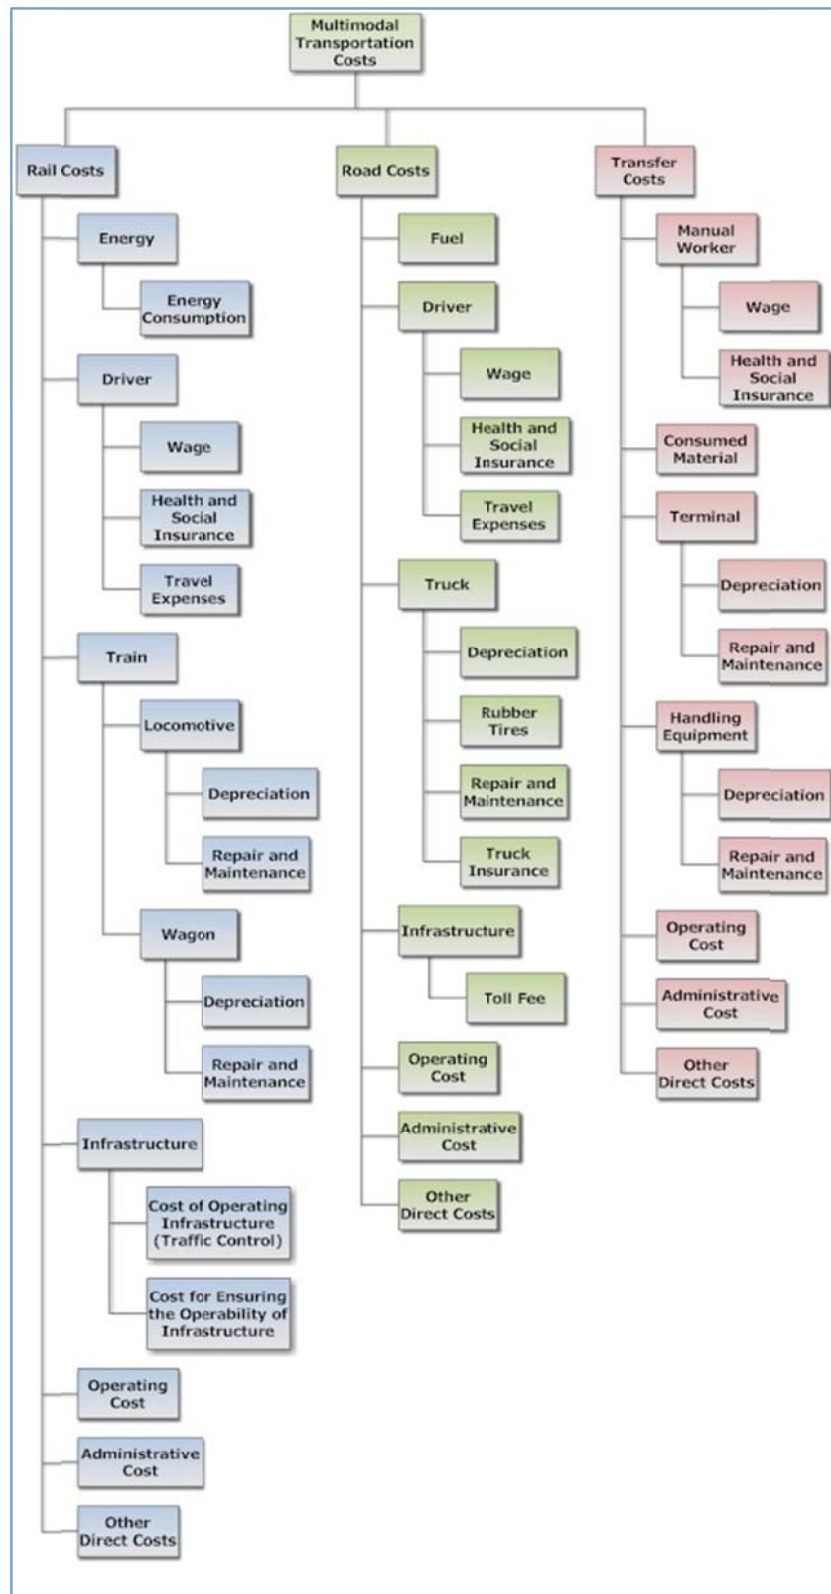 Multimodal
Transportation
Costs
Rail Costs
Energy
Energy
Consumption
Driver
Wage
Health and
Social
Insurance
Travel
Expenses
Train
Locomotive
Depreciation
Repair and
Maintenance
Wagon
Depreciation
Repair and
Maintenance
Infrastructure
Cost of Operating
Infrastructure
(Traffic Control)
Cost for Ensuring
the Operability of
Infrastructure
Operating
Cost
Administrative
Cost
Other
Direct Costs
Road Costs
Fuel
Driver
Wage
Health and
Social
Insurance
Travel
Expenses
Truck
Depreciation
Rubber
Tires
Repair and
Maintenance
Truck
Insurance
Infrastructure
Toll Fee
Operating
Cost
Administrative
Cost
Other
Direct Costs
Transfer
Costs
Manual
Worker
Wage
Health and
Social
Insurance
Consumed
Material
Terminal
Depreciation
Repair and
Maintenance
Handling
Equipment
Depreciation
Repair and
Maintenance
Operating
Cost
Administrative
Cost
Other
Direct Costs